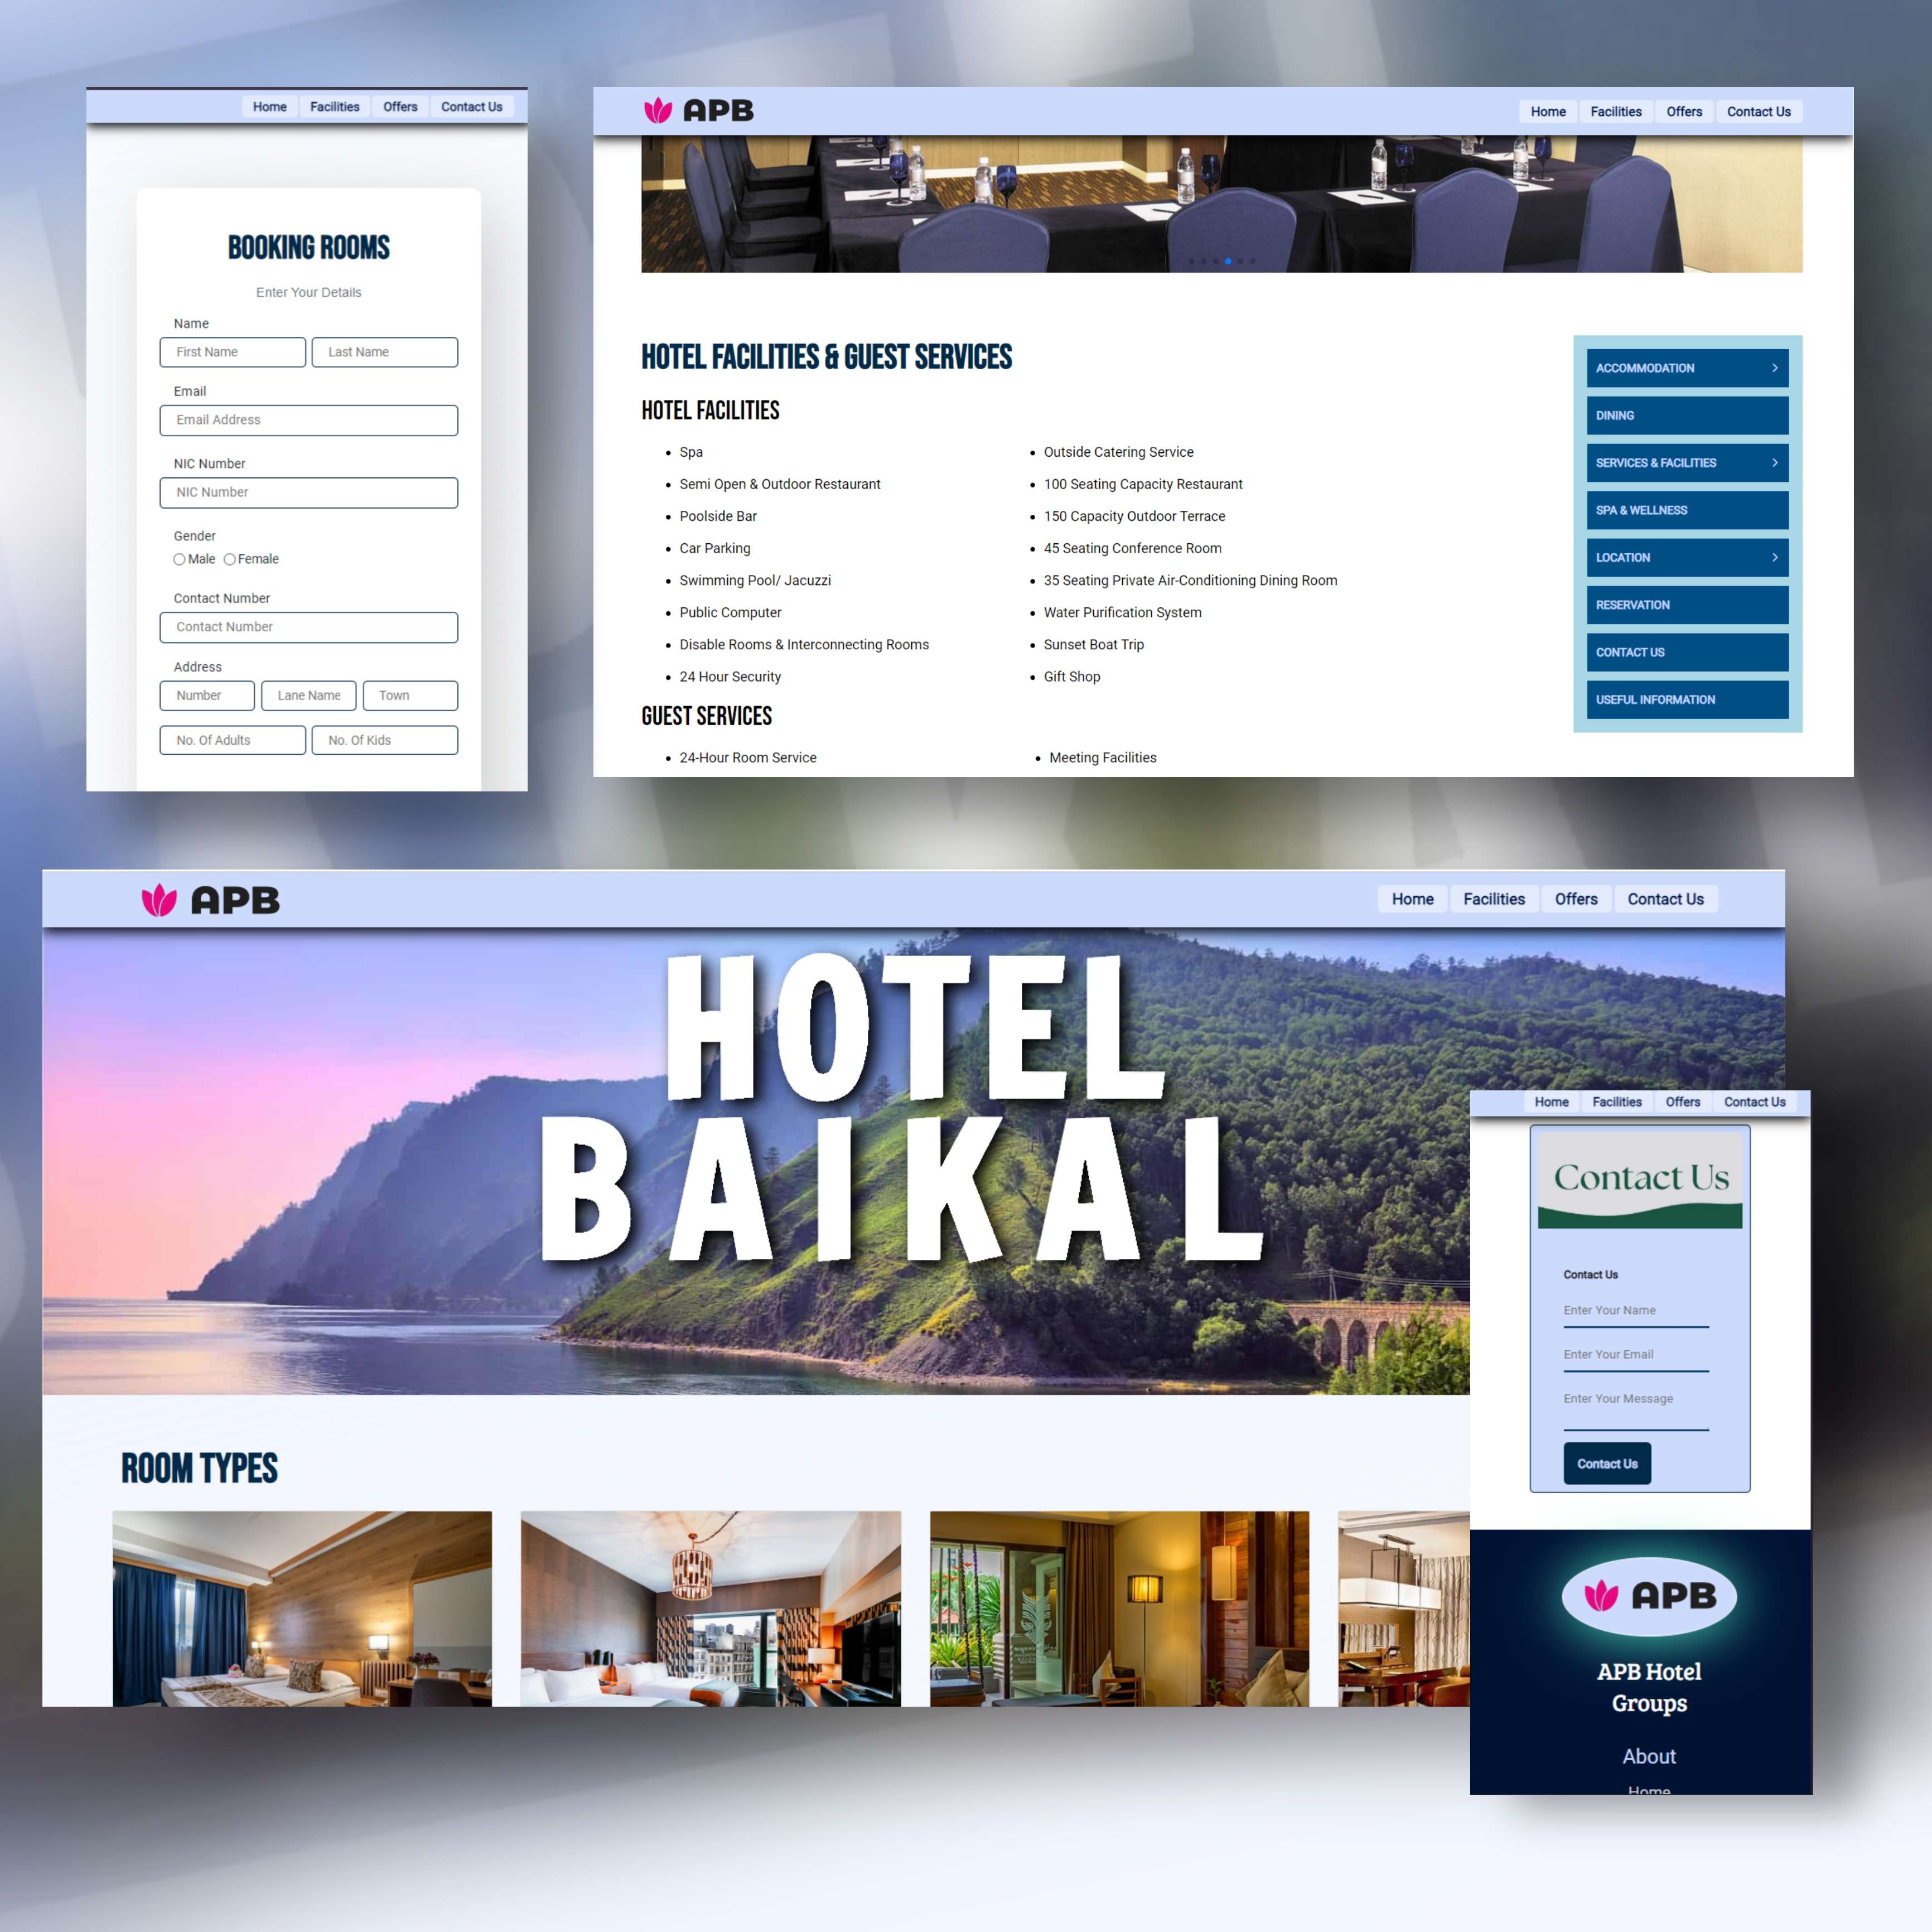 Home Facilities Offers Contact Us
BOOKING ROOMS
Enter Your Details
Name
First Name Last Name
Email
Email Address
NIC Number
NIC Number
Gender
Male Female
Contact Number
Contact Number
Address
Number Lane Name Town
No. Of Adults No. Of Kids
APB
Home Facilities Offers Contact Us
HOTEL FACILITIES & GUEST SERVICES
HOTEL FACILITIES
• Spa
• Semi Open & Outdoor Restaurant
• Poolside Bar
• Car Parking
• Swimming Pool/ Jacuzzi
• Public Computer
• Disable Rooms & Interconnecting Rooms
• 24 Hour Security
• Outside Catering Service
• 100 Seating Capacity Restaurant
• 150 Capacity Outdoor Terrace
• 45 Seating Conference Room
• 35 Seating Private Air-Conditioning Dining Room
• Water Purification System
• Sunset Boat Trip
• Gift Shop
GUEST SERVICES
• 24-Hour Room Service
• Meeting Facilities
ACCOMMODATION
DINING
SERVICES & FACILITIES
SPA & WELLNESS
LOCATION
RESERVATION
CONTACT US
USEFUL INFORMATION
APB
Home Facilities Offers Contact Us
HOTEL
BAIKAL
ROOM TYPES
Home Facilities Offers Contact Us
Contact Us
Contact Us
Enter Your Name
Enter Your Email
Enter Your Message
Contact Us
APB
APB Hotel
Groups
About
Home